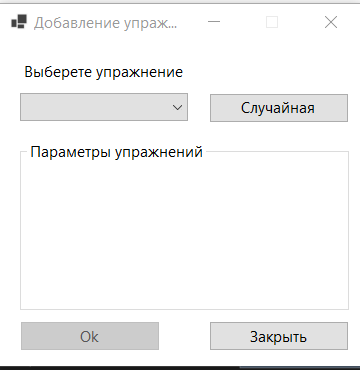 Добавление упраж...
Выберете упражнение
Случайная
Параметры упражнений
Ok
Закрыть